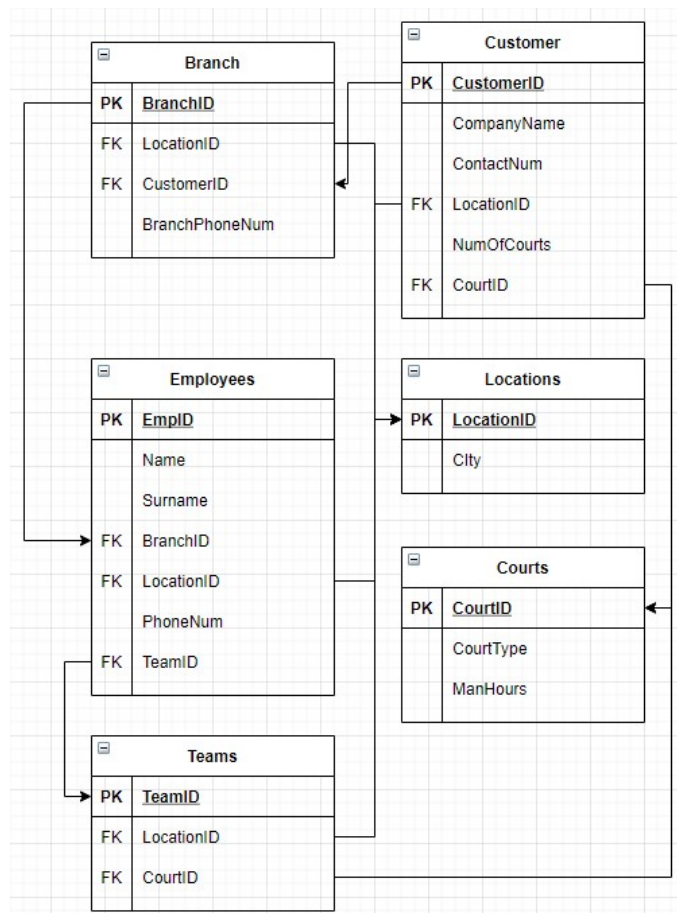 Branch
PK BranchID
FK LocationID
FK CustomerID
BranchPhoneNum
Customer
PK CustomerID
CompanyName
ContactNum
FK LocationID
NumOfCourts
FK CourtID
Employees
PK EmpID
Name
Surname
FK BranchID
FK LocationID
PhoneNum
FK TeamID
Locations
PK LocationID
CIty
Courts
PK CourtID
CourtType
ManHours
Teams
PK TeamID
FK LocationID
FK CourtID